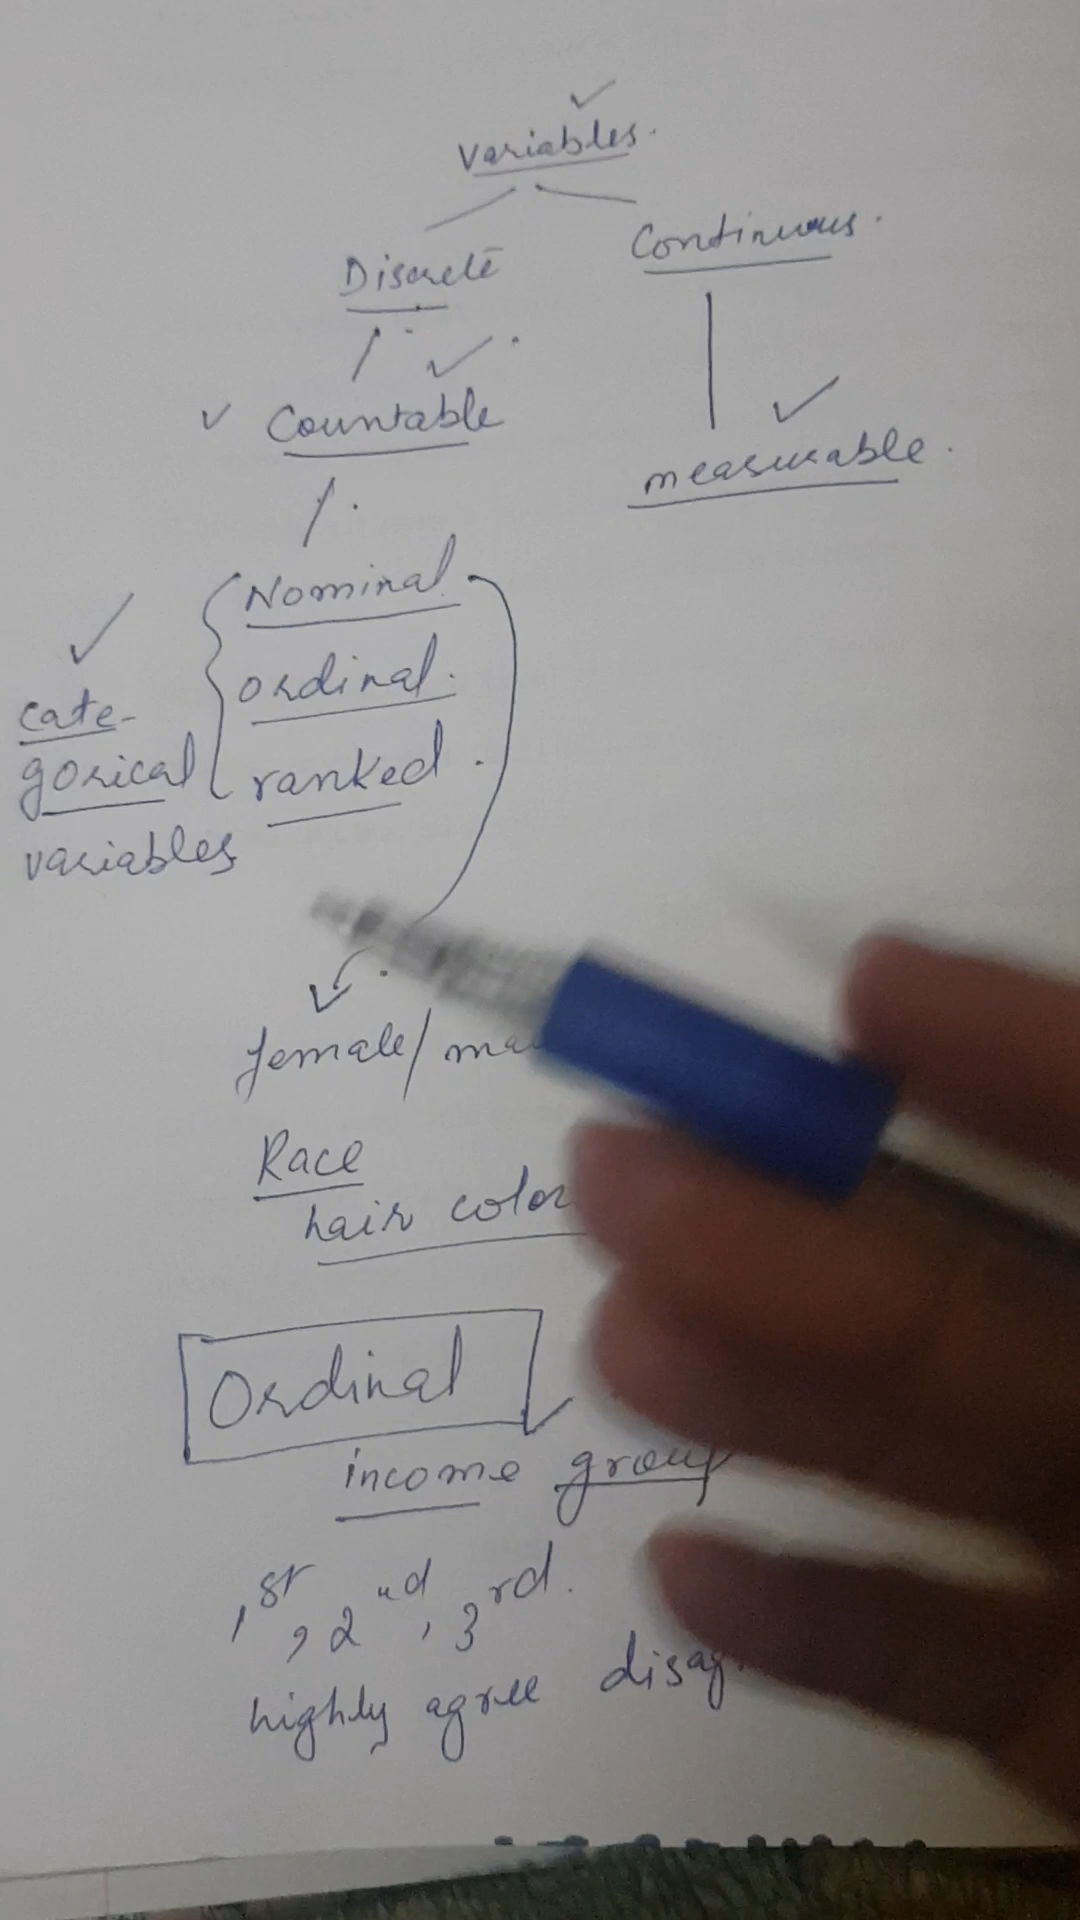 Variables.
Discrete
Continuous.
Countable
measurable.
Nominal
ordinal.
ranked.
cate-
gorical
variables
female/
Race
hair color
Ordinal
income group
1st, 2nd, 3rd.
highly agree